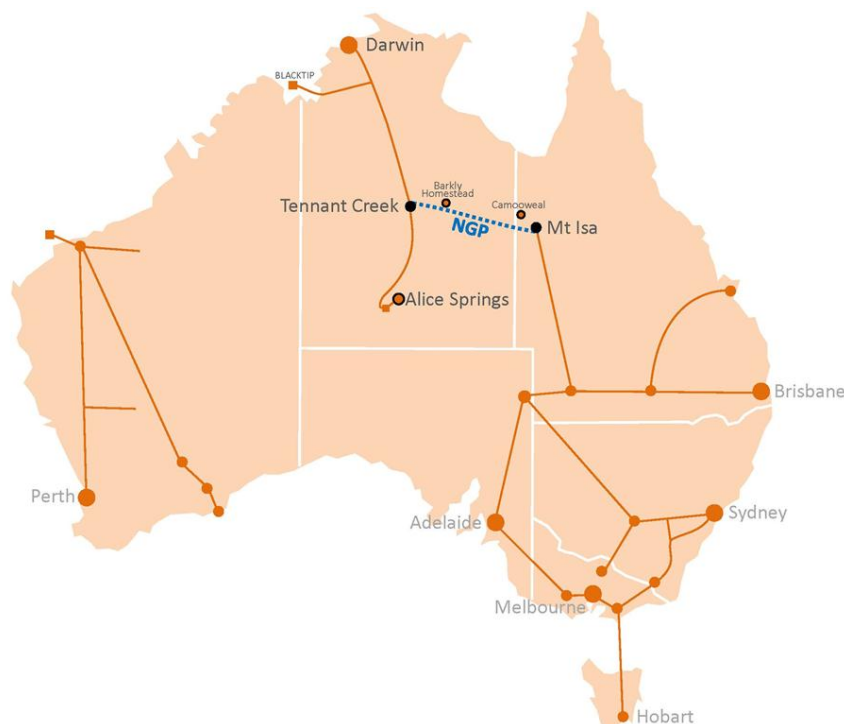 Darwin
BLACKTIP
Barkly
Homestead
Tennant Creek
Camooweal
NGP
Mt Isa
Alice Springs
Brisbane
Perth
Adelaide
Sydney
Melbourne
Hobart